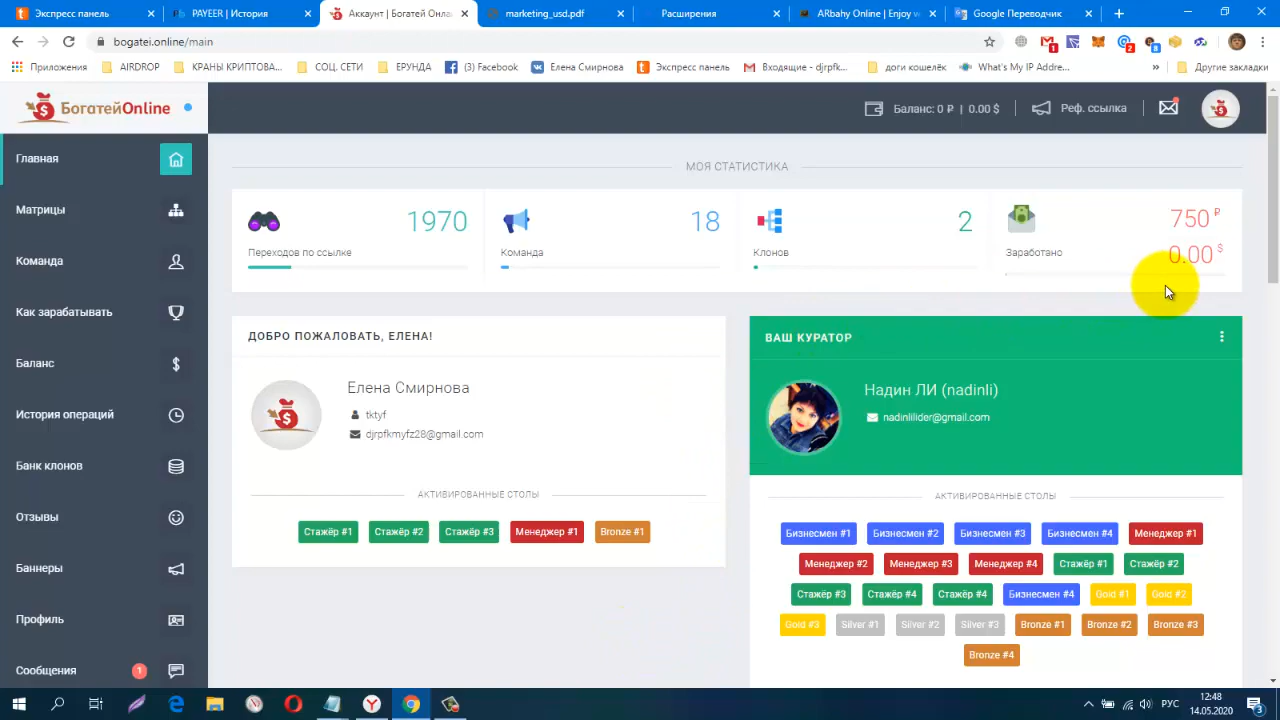 Экспресс панель
PAYEER | История
Аккаунт | Богатей Онла
marketing_usd.pdf
Расширения
ARbahy Online | Enjoy w
Google Переводчик
bogatei.online/main
Приложения
AIRDROP
КРАНЫ КРИПТОВА...
СОЦ. СЕТИ
ЕРУНДА
(3) Facebook
Елена Смирнова
Экспресс панель
Входящие - djrpfk...
доги кошелёк
What's My IP Addre...
»
Другие закладки
БогатейOnline
Баланс: 0 ₽ | 0.00 $
Реф. ссылка
Главная
Матрицы
Команда
Как зарабатывать
Баланс
История операций
Банк клонов
Отзывы
Баннеры
Профиль
Сообщения
1
МОЯ СТАТИСТИКА
1970
Переходов по ссылке
18
Команда
2
Клонов
750 ₽
Заработано
0.00 $
ДОБРО ПОЖАЛОВАТЬ, ЕЛЕНА!
Елена Смирнова
tktyf
djrpfkmyfz28@gmail.com
АКТИВИРОВАННЫЕ СТОЛЫ
Стажёр #1 Стажёр #2 Стажёр #3 Менеджер #1 Bronze #1
ВАШ КУРАТОР
Надин ЛИ (nadinli)
nadinlilider@gmail.com
АКТИВИРОВАННЫЕ СТОЛЫ
Бизнесмен #1 Бизнесмен #2 Бизнесмен #3 Бизнесмен #4 Менеджер #1
Менеджер #2 Менеджер #3 Менеджер #4 Стажёр #1 Стажёр #2
Стажёр #3 Стажёр #4 Стажёр #4 Бизнесмен #4 Gold #1 Gold #2
Gold #3 Silver #1 Silver #2 Silver #3 Bronze #1 Bronze #2 Bronze #3
Bronze #4
РУС
12:48
14.05.2020
3